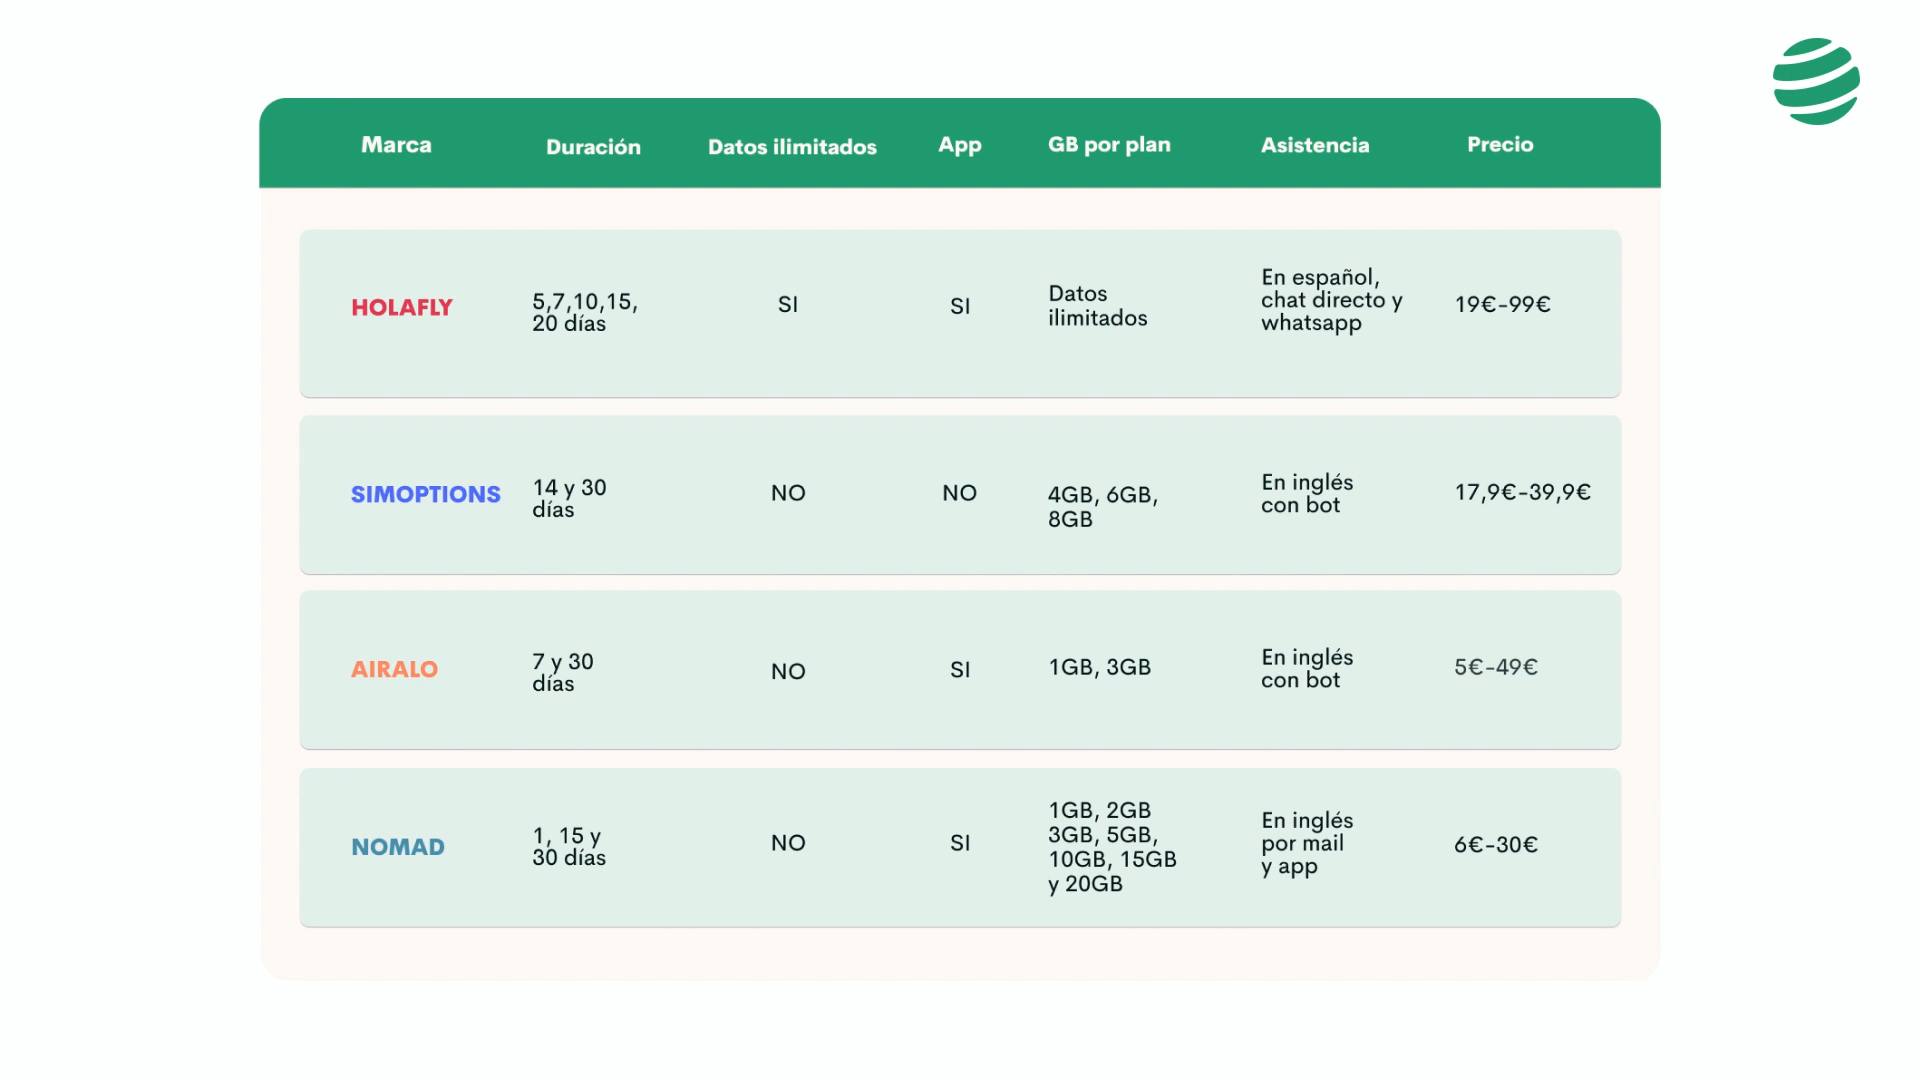 Marca Duración Datos ilimitados App GB por plan Asistencia Precio
HOLAFLY
5,7,10,15,
20 días
SI
SI
Datos
ilimitados
En español,
chat directo y
whatsapp
19€-99€
SIMOPTIONS
14 y 30
días
NO
NO
4GB, 6GB,
8GB
En inglés
con bot
17,9€-39,9€
AIRALO
7 y 30
días
NO
SI
1GB, 3GB
En inglés
con bot
5€-49€
NOMAD
1, 15 y
30 días
NO
SI
1GB, 2GB
3GB, 5GB,
10GB, 15GB
y 20GB
En inglés
por mail
y app
6€-30€